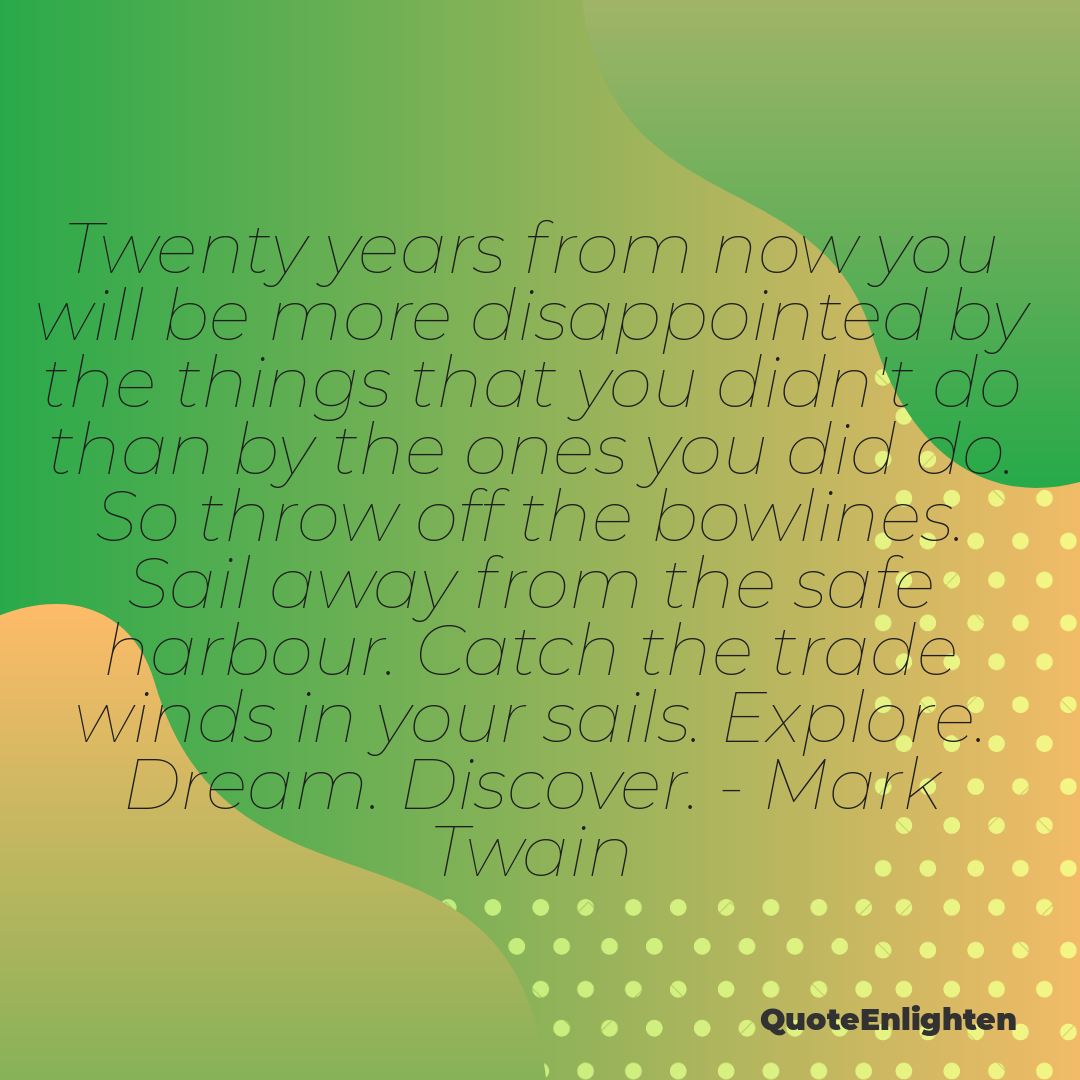 Twenty years from now you
will be more disappointed by
the things that you didn't do
than by the ones you did do.
So throw off the bowlines.
Sail away from the safe
harbour. Catch the trade
winds in your sails. Explore.
Dream. Discover. - Mark
Twain
QuoteEnlighten